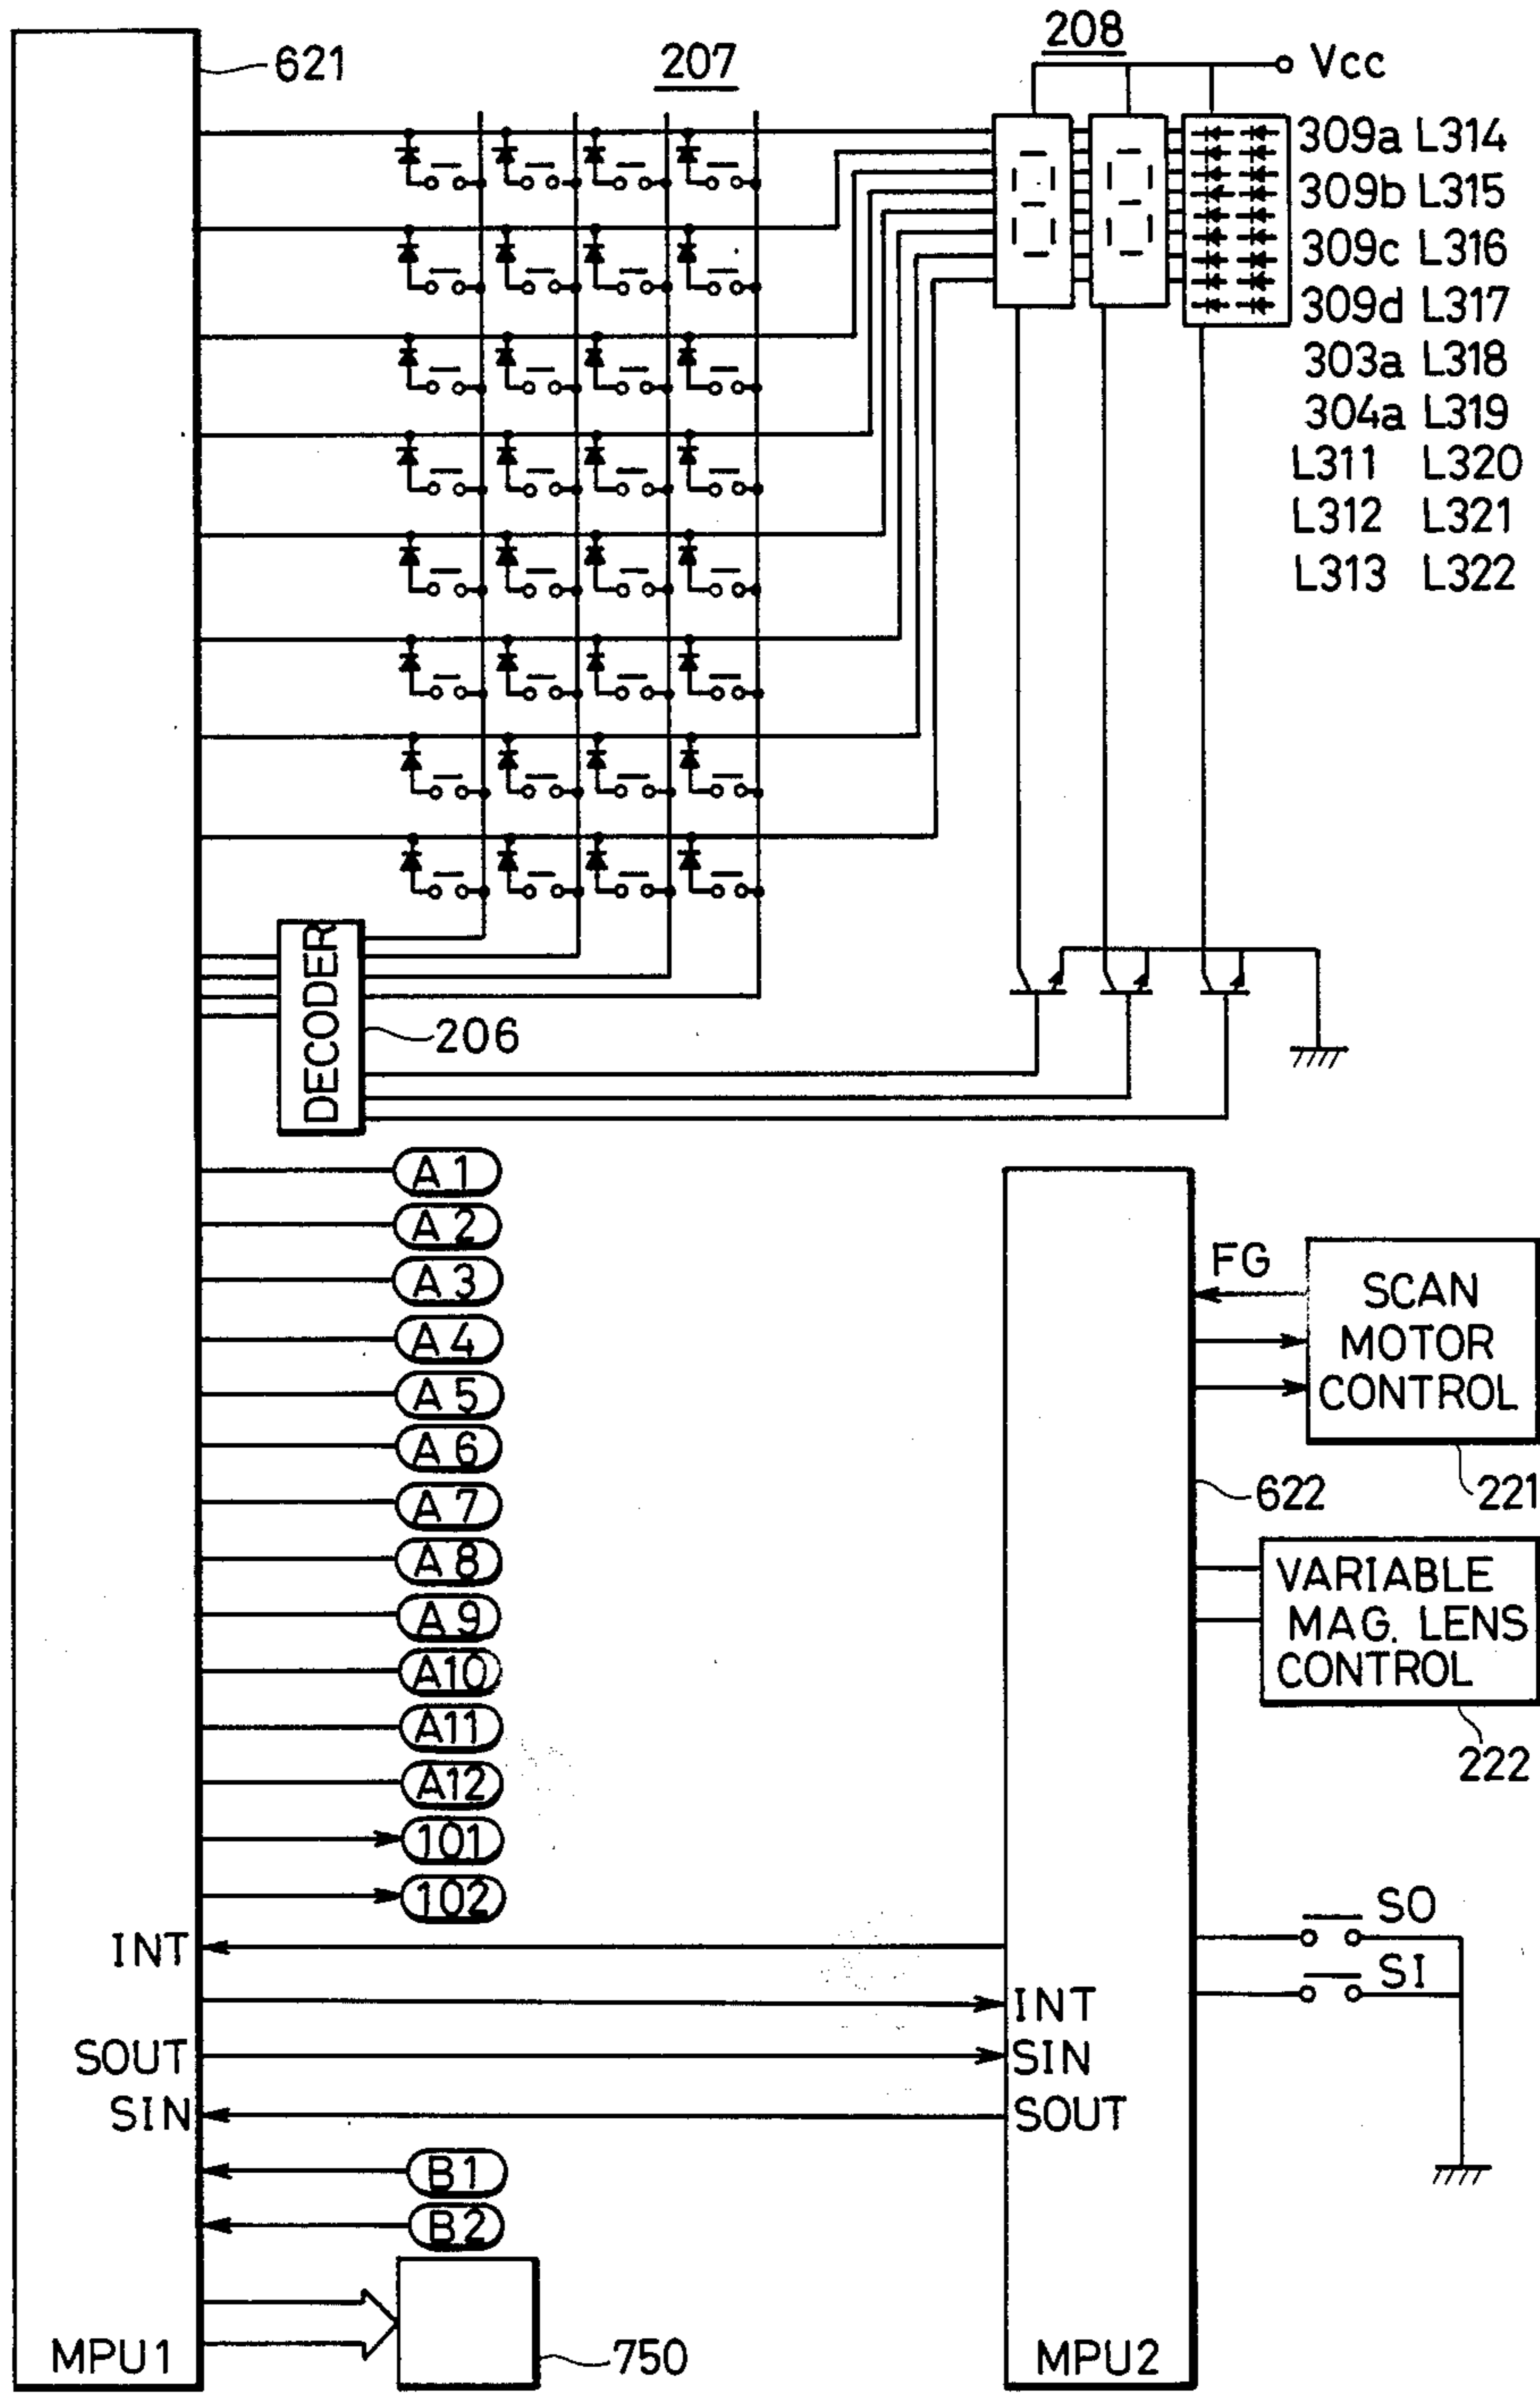 621
207
208
Vcc
309a L314
309b L315
309c L316
309d L317
303a L318
304a L319
L311 L320
L312 L321
L313 L322
DECODER
206
A1
A2
A3
A4
A5
A6
A7
A8
A9
A10
A11
A12
101
102
INT
SOUT
SIN
B1
B2
MPU1
750
INT
SIN
SOUT
MPU2
622
FG
SCAN
MOTOR
CONTROL
221
VARIABLE
MAG. LENS
CONTROL
222
SO
SI